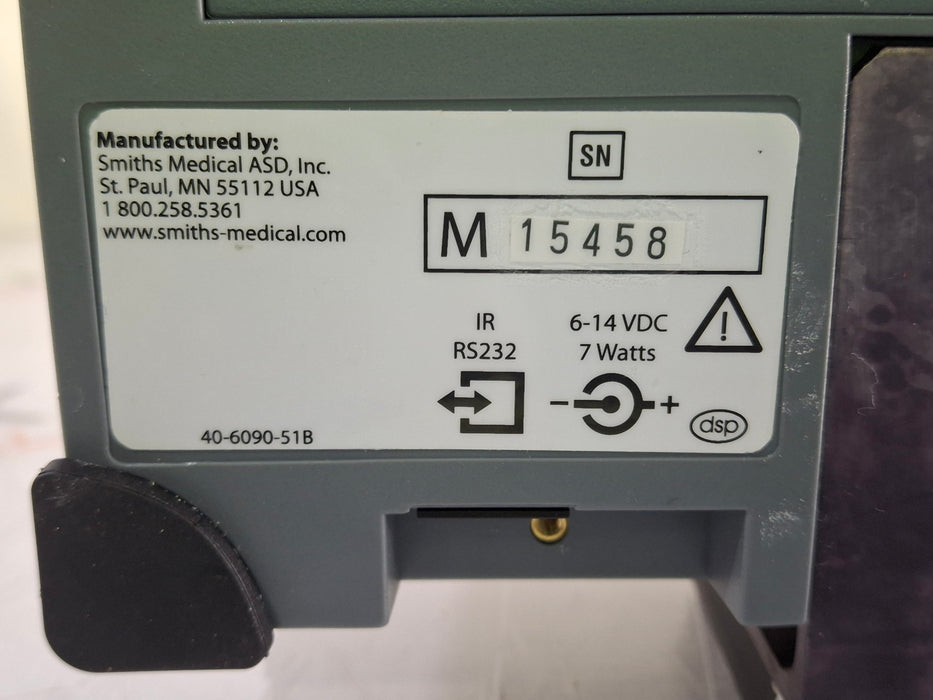 Manufactured by:
Smiths Medical ASD, Inc.
St. Paul, MN 55112 USA
1 800.258.5361
www.smiths-medical.com
SN
M 15458
IR
RS232
6-14 VDC
7 Watts
- +
dsp
40-6090-51B